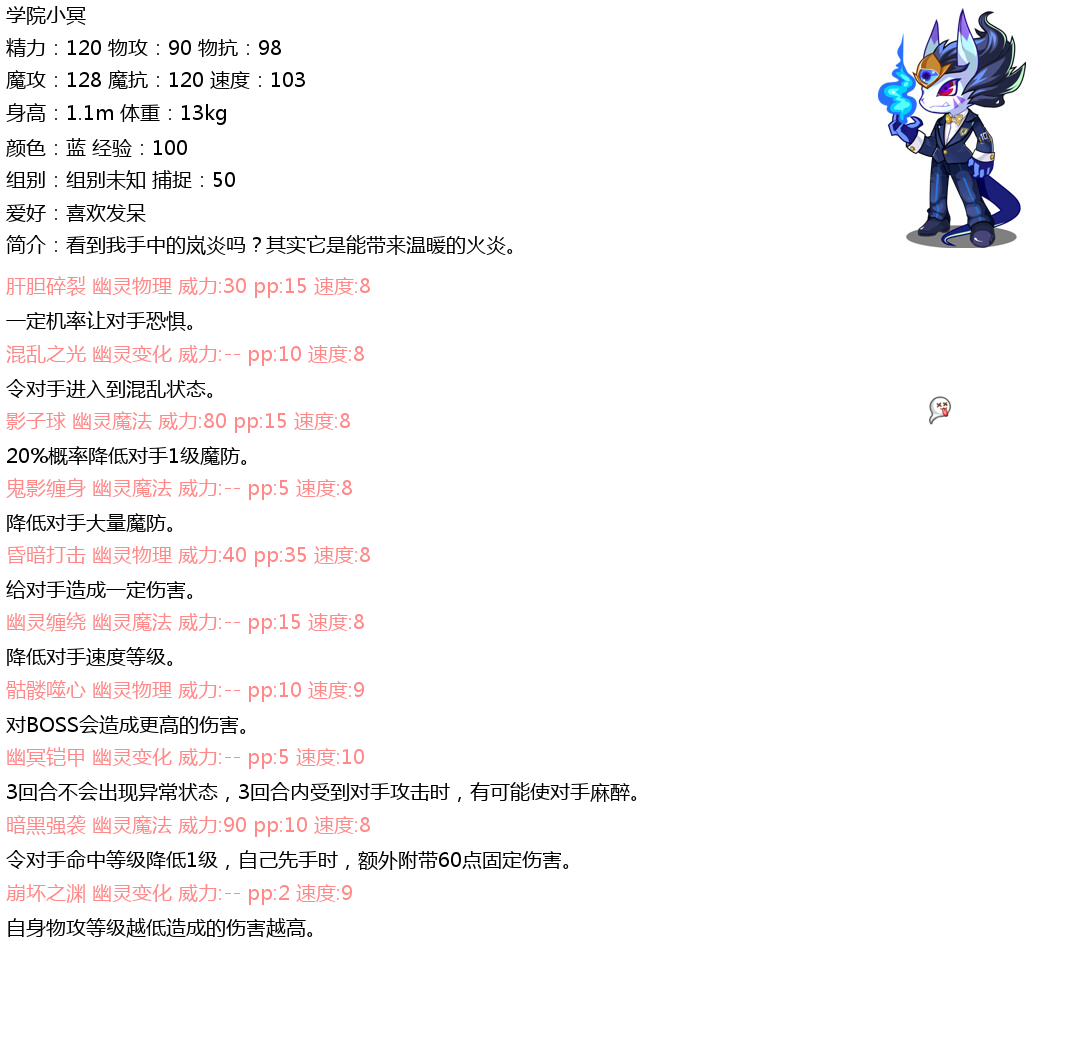 学院小冥
精力：120 物攻：90 物抗：98
魔攻：128 魔抗：120 速度：103
身高：1.1m 体重：13kg
颜色：蓝 经验：100
组别：组别未知 捕捉：50
爱好：喜欢发呆
简介：看到我手中的岚炎吗？其实它是能带来温暖的火炎。
肝胆碎裂 幽灵物理 威力:30 pp:15 速度:8
一定机率让对手恐惧。
混乱之光 幽灵变化 威力:-- pp:10 速度:8
令对手进入到混乱状态。
影子球 幽灵魔法 威力:80 pp:15 速度:8
20%概率降低对手1级魔防。
鬼影缠身 幽灵魔法 威力:-- pp:5 速度:8
降低对手大量魔防。
昏暗打击 幽灵物理 威力:40 pp:35 速度:8
给对手造成一定伤害。
幽灵缠绕 幽灵魔法 威力:-- pp:15 速度:8
降低对手速度等级。
骷髅噬心 幽灵物理 威力:-- pp:10 速度:9
对BOSS会造成更高的伤害。
幽冥铠甲 幽灵变化 威力:-- pp:5 速度:10
3回合不会出现异常状态，3回合内受到对手攻击时，有可能使对手麻醉。
暗黑强袭 幽灵魔法 威力:90 pp:10 速度:8
令对手命中等级降低1级，自己先手时，额外附带60点固定伤害。
崩坏之渊 幽灵变化 威力:-- pp:2 速度:9
自身物攻等级越低造成的伤害越高。